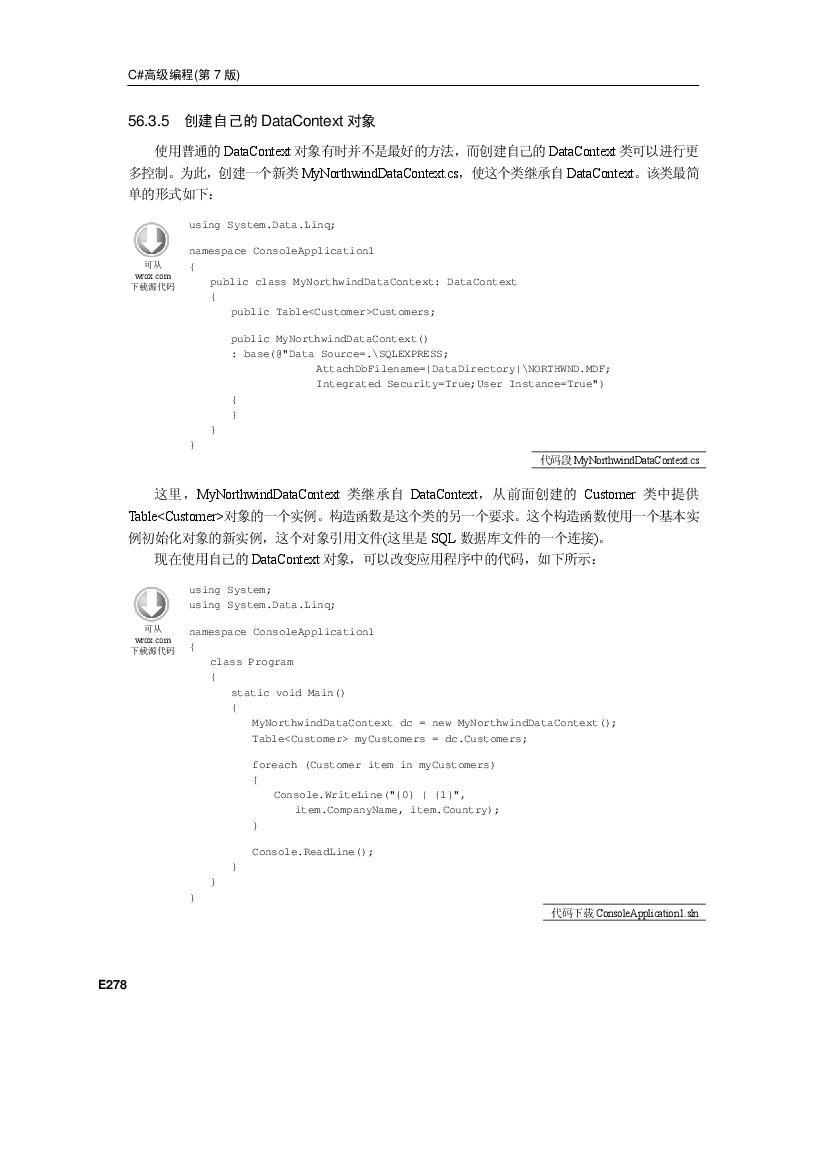 C#高级编程(第 7 版)
56.3.5 创建自己的 DataContext 对象
使用普通的 DataContext 对象有时并不是最好的方法，而创建自己的 DataContext 类可以进行更
多控制。为此，创建一个新类 MyNorthwindDataContext.cs，使这个类继承自 DataContext。该类最简
单的形式如下：
可从
wrox.com
下载源代码
using System.Data.Linq;
namespace ConsoleApplication1
{
public class MyNorthwindDataContext: DataContext
{
public Table<Customer>Customers;
public MyNorthwindDataContext()
: base(@"Data Source=.\SQLEXPRESS;
AttachDbFilename=|DataDirectory|\NORTHWND.MDF;
Integrated Security=True;User Instance=True")
{
}
}
}
代码段 MyNorthwindDataContext.cs
这里，MyNorthwindDataContext 类继承自 DataContext，从前面创建的 Customer 类中提供
Table<Customer>对象的一个实例。构造函数是这个类的另一个要求。这个构造函数使用一个基本实
例初始化对象的新实例，这个对象引用文件(这里是 SQL 数据库文件的一个连接)。
现在使用自己的 DataContext 对象，可以改变应用程序中的代码，如下所示：
可从
wrox.com
下载源代码
using System;
using System.Data.Linq;
namespace ConsoleApplication1
{
class Program
{
static void Main()
{
MyNorthwindDataContext dc = new MyNorthwindDataContext();
Table<Customer> myCustomers = dc.Customers;
foreach (Customer item in myCustomers)
{
Console.WriteLine("{0} | {1}",
item.CompanyName, item.Country);
}
Console.ReadLine();
}
}
}
代码下载 ConsoleApplication1.sln
E278